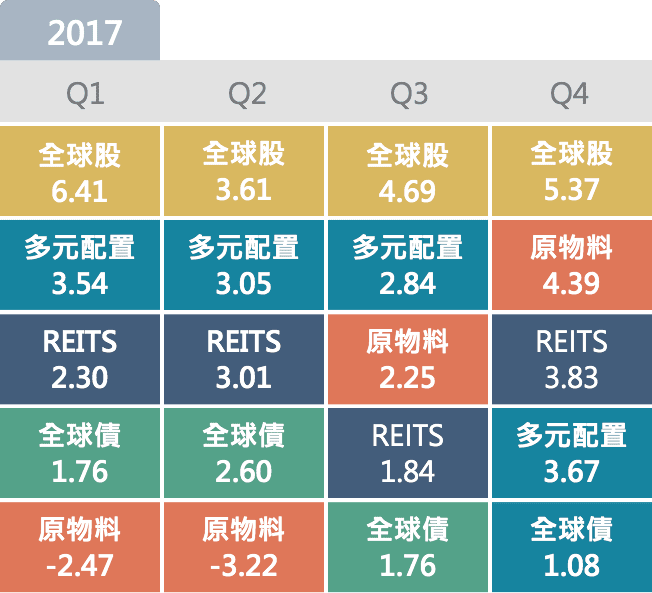 2017
Q1 Q2 Q3 Q4
全球股 全球股 全球股 全球股
6.41 3.61 4.69 5.37
多元配置 多元配置 多元配置 原物料
3.54 3.05 2.84 4.39
REITS REITS 原物料 REITS
2.30 3.01 2.25 3.83
全球債 全球債 REITS 多元配置
1.76 2.60 1.84 3.67
原物料 原物料 全球債 全球債
-2.47 -3.22 1.76 1.08